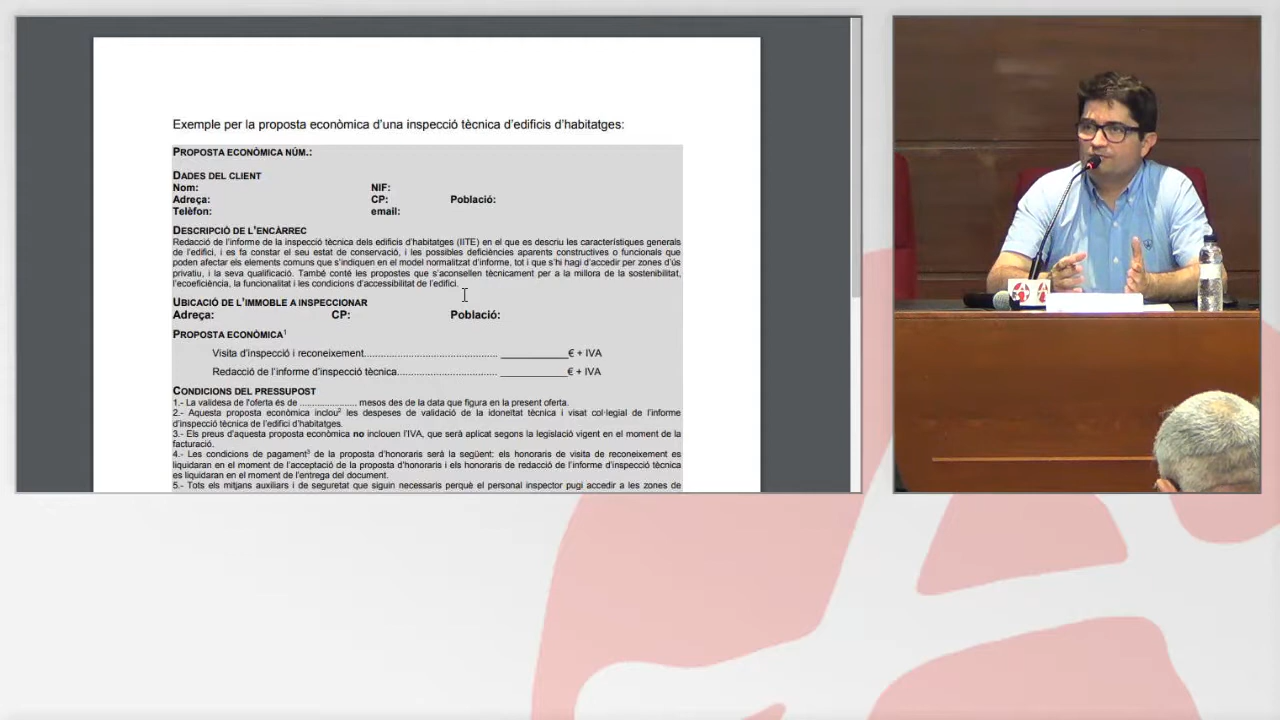 Exemple per la proposta econòmica d'una inspecció tècnica d'edificis d'habitatges:
PROPOSTA ECONÒMICA NÚM.:
DADES DEL CLIENT
Nom: NIF:
Adreça: CP: Població:
Telèfon: email:
DESCRIPCIÓ DE L'ENCÀRREC
Redacció de l'informe de la inspecció tècnica dels edificis d'habitatges (IITE) en el que es descriu les característiques generals
de l'edifici, i es fa constar el seu estat de conservació, i les possibles deficiències aparents constructives o funcionals que
poden afectar els elements comuns que s'indiquen en el model normalitzat d'informe, tot i que s'hi hagi d'accedir per zones d'ús
privatiu, i la seva qualificació. També conté les propostes que s'aconsellen tècnicament per a la millora de la sostenibilitat,
l'ecoeficiència, la funcionalitat i les condicions d'accessibilitat de l'edifici.
UBICACIÓ DE L'IMMOBLE A INSPECCIONAR
Adreça: CP: Població:
PROPOSTA ECONÒMICA¹
Visita d'inspecció i reconeixement............................................. _____________€ + IVA
Redacció de l'informe d'inspecció tècnica.................................. _____________€ + IVA
CONDICIONS DEL PRESSUPOST
1.- La validesa de l'oferta és de ...................... mesos des de la data que figura en la present oferta.
2.- Aquesta proposta econòmica inclou² les despeses de validació de la idoneïtat tècnica i visat col·legial de l'informe
d'inspecció tècnica de l'edifici d'habitatges.
3.- Els preus d'aquesta proposta econòmica no inclouen l'IVA, que serà aplicat segons la legislació vigent en el moment de la
facturació.
4.- Les condicions de pagament³ de la proposta d'honoraris serà la següent: els honoraris de visita de reconeixement es
liquidaran en el moment de l'acceptació de la proposta d'honoraris i els honoraris de redacció de l'informe d'inspecció tècnica
es liquidaran en el moment de l'entrega del document.
5.- Tots els mitjans auxiliars i de seguretat que siguin necessaris perquè el personal inspector pugi accedir a les zones de